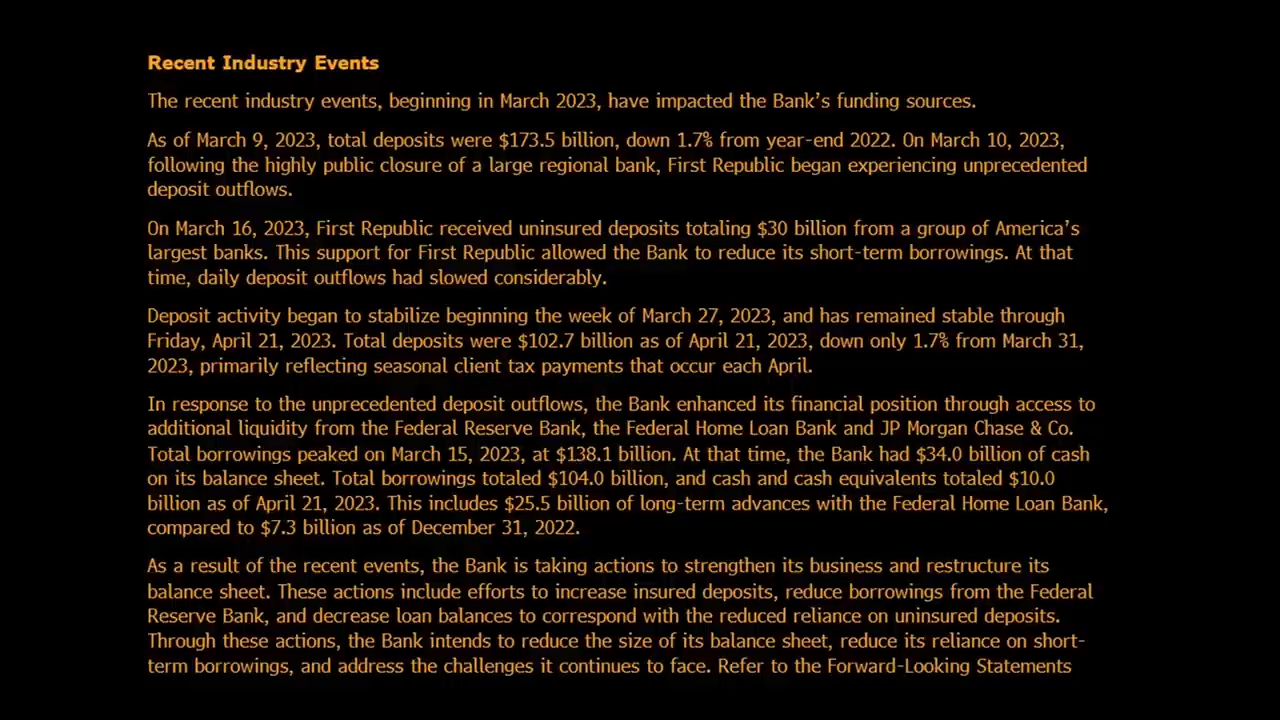 Recent Industry Events
The recent industry events, beginning in March 2023, have impacted the Bank's funding sources.
As of March 9, 2023, total deposits were $173.5 billion, down 1.7% from year-end 2022. On March 10, 2023,
following the highly public closure of a large regional bank, First Republic began experiencing unprecedented
deposit outflows.
On March 16, 2023, First Republic received uninsured deposits totaling $30 billion from a group of America's
largest banks. This support for First Republic allowed the Bank to reduce its short-term borrowings. At that
time, daily deposit outflows had slowed considerably.
Deposit activity began to stabilize beginning the week of March 27, 2023, and has remained stable through
Friday, April 21, 2023. Total deposits were $102.7 billion as of April 21, 2023, down only 1.7% from March 31,
2023, primarily reflecting seasonal client tax payments that occur each April.
In response to the unprecedented deposit outflows, the Bank enhanced its financial position through access to
additional liquidity from the Federal Reserve Bank, the Federal Home Loan Bank and JP Morgan Chase & Co.
Total borrowings peaked on March 15, 2023, at $138.1 billion. At that time, the Bank had $34.0 billion of cash
on its balance sheet. Total borrowings totaled $104.0 billion, and cash and cash equivalents totaled $10.0
billion as of April 21, 2023. This includes $25.5 billion of long-term advances with the Federal Home Loan Bank,
compared to $7.3 billion as of December 31, 2022.
As a result of the recent events, the Bank is taking actions to strengthen its business and restructure its
balance sheet. These actions include efforts to increase insured deposits, reduce borrowings from the Federal
Reserve Bank, and decrease loan balances to correspond with the reduced reliance on uninsured deposits.
Through these actions, the Bank intends to reduce the size of its balance sheet, reduce its reliance on short-
term borrowings, and address the challenges it continues to face. Refer to the Forward-Looking Statements